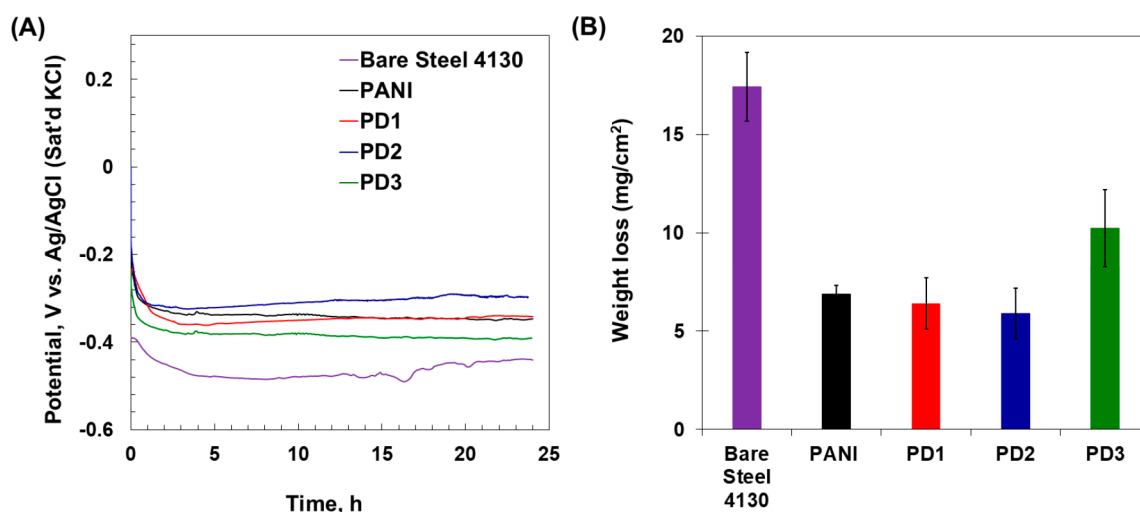 (A)
Potential, V vs. Ag/AgCl (Sat'd KCl)
0.2
0
-0.2
-0.4
-0.6
Bare Steel 4130
PANI
PD1
PD2
PD3
0
5
10
15
20
25
Time, h
(B)
Weight loss (mg/cm²)
20
15
10
5
0
Bare
Steel
4130
PANI
PD1
PD2
PD3